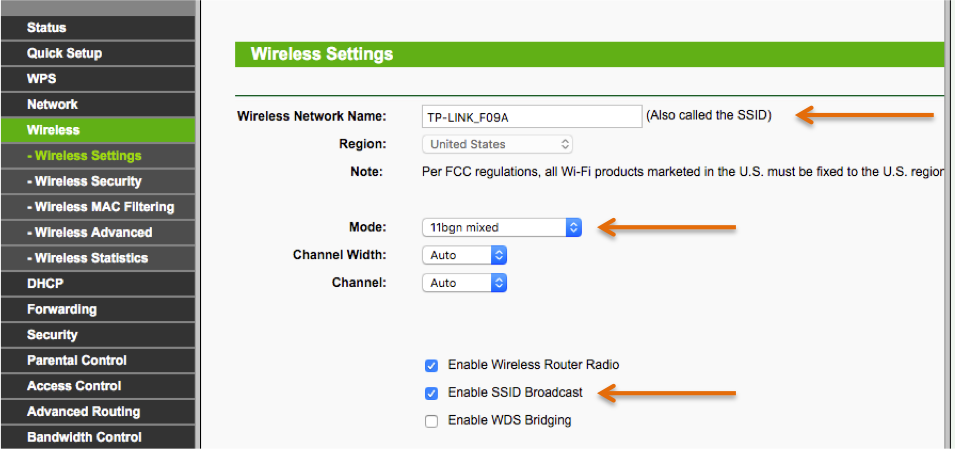 Status
Quick Setup
WPS
Network
Wireless
- Wireless Settings
- Wireless Security
- Wireless MAC Filtering
- Wireless Advanced
- Wireless Statistics
DHCP
Forwarding
Security
Parental Control
Access Control
Advanced Routing
Bandwidth Control
Wireless Settings
Wireless Network Name: TP-LINK_F09A (Also called the SSID)
Region: United States
Note: Per FCC regulations, all Wi-Fi products marketed in the U.S. must be fixed to the U.S. region
Mode: 11bgn mixed
Channel Width: Auto
Channel: Auto
Enable Wireless Router Radio
Enable SSID Broadcast
Enable WDS Bridging